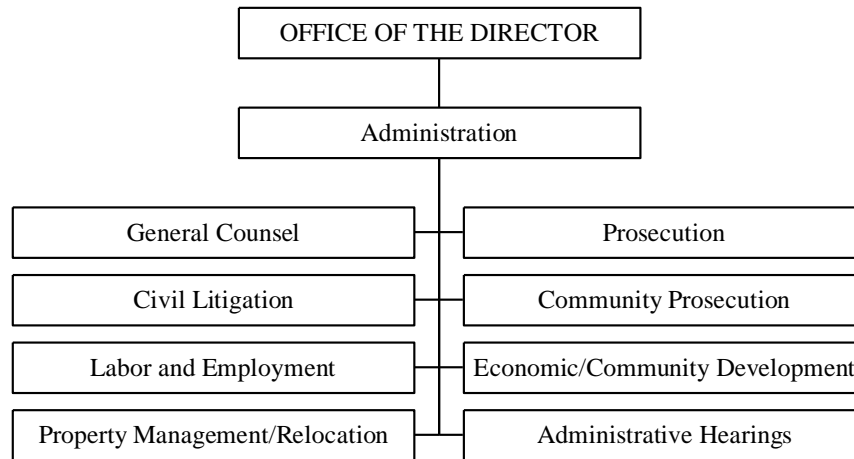 OFFICE OF THE DIRECTOR
Administration
General Counsel
Prosecution
Civil Litigation
Community Prosecution
Labor and Employment
Economic/Community Development
Property Management/Relocation
Administrative Hearings